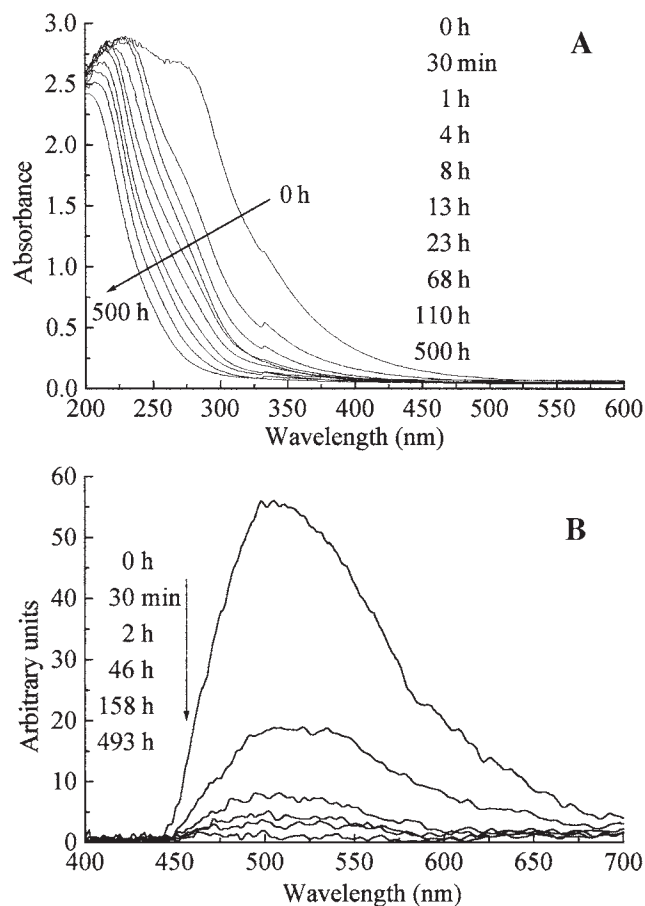 A
3.0
2.5
2.0
1.5
1.0
0.5
0.0
Absorbance
0 h
30 min
1 h
4 h
8 h
13 h
23 h
68 h
110 h
500 h
0 h
500 h
200 250 300 350 400 450 500 550 600
Wavelength (nm)
B
60
50
40
30
20
10
0
Arbitrary units
0 h
30 min
2 h
46 h
158 h
493 h
400 450 500 550 600 650 700
Wavelength (nm)